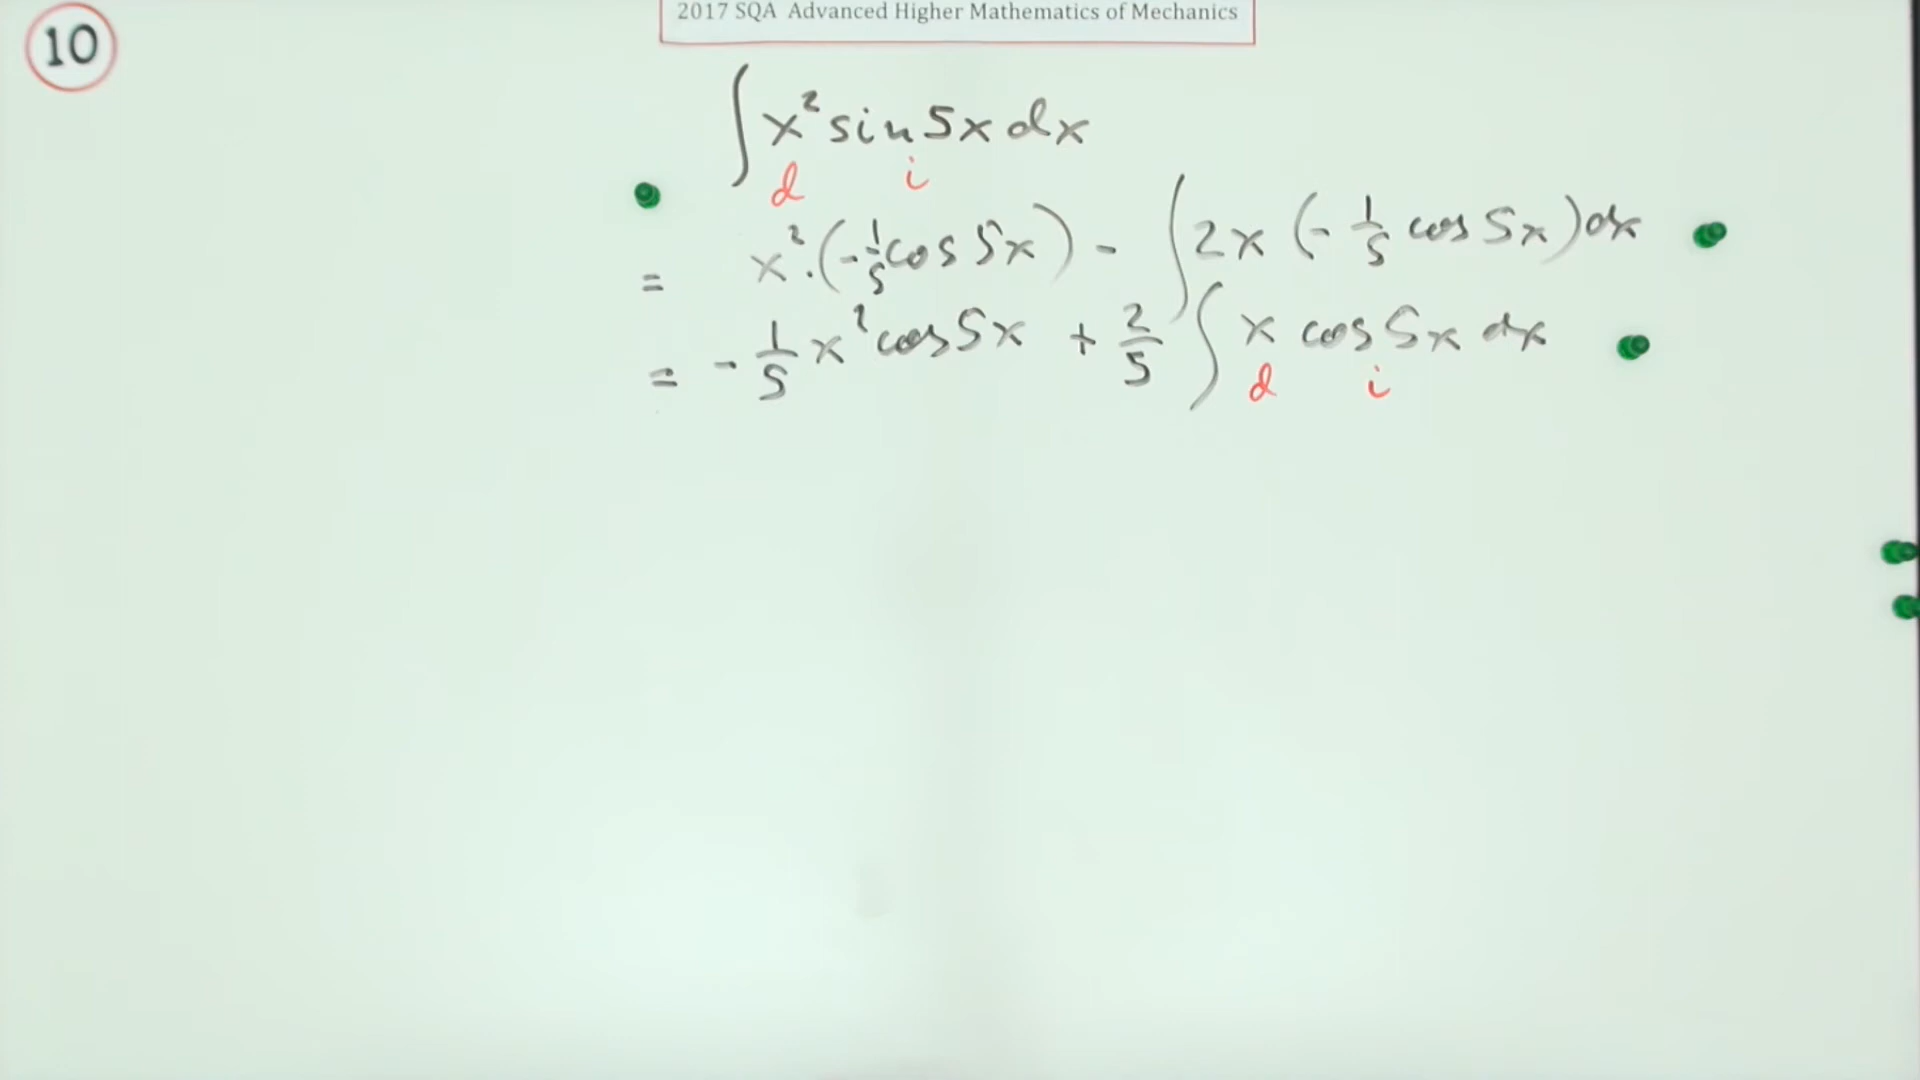 10
2017 SQA Advanced Higher Mathematics of Mechanics
∫ x² sin 5x dx
d i
= x² · (-1/5 cos 5x) - ∫ 2x (-1/5 cos 5x) dx
= -1/5 x² cos 5x + 2/5 ∫ x cos 5x dx
d i